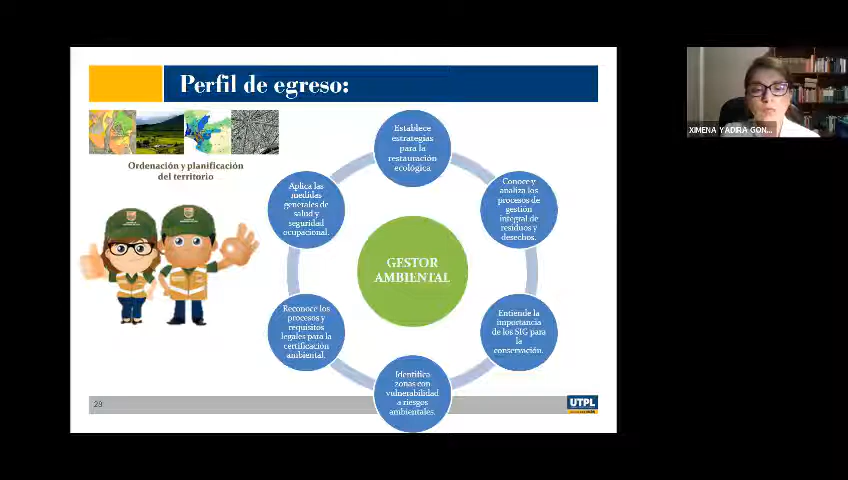 Perfil de egreso:
Ordenación y planificación
del territorio
Establece
estrategias
para la
restauración
ecológica
Conoce y
analiza los
procesos de
gestión
integral de
residuos y
desechos.
Entiende la
importancia
de los SIG para
la
conservación.
Identifica
zonas con
vulnerabilidad
a riesgos
ambientales.
Reconoce los
procesos y
requisitos
legales para la
certificación
ambiental.
Aplica las
medidas
generales de
salud y
seguridad
ocupacional.
GESTOR
AMBIENTAL
29
UTPL
XIMENA YADIRA GON...